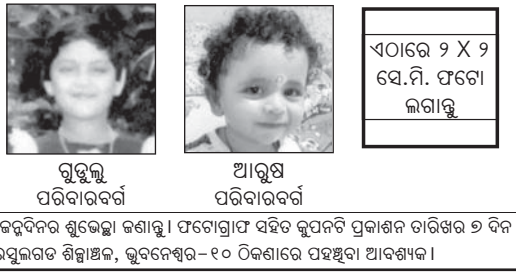 ଗୁଡୁଲୁ
ପରିବାରବର୍ଗ
ଆରୁଷ
ପରିବାରବର୍ଗ
ଏଠାରେ ୨ X ୨
ସେ.ମି. ଫଟୋ
ଲଗାନ୍ତୁ
ଜନ୍ମଦିନର ଶୁଭେଚ୍ଛା ଜଣାନ୍ତୁ। ଫଟୋଗ୍ରାଫ ସହିତ କୁପନଟି ପ୍ରକାଶନ ତାରିଖର ୭ ଦିନ
ରସୁଲଗଡ ଶିଳ୍ପାଞ୍ଚଳ, ଭୁବନେଶ୍ୱର–୧୦ ଠିକଣାରେ ପହଞ୍ଚିବା ଆବଶ୍ୟକ।